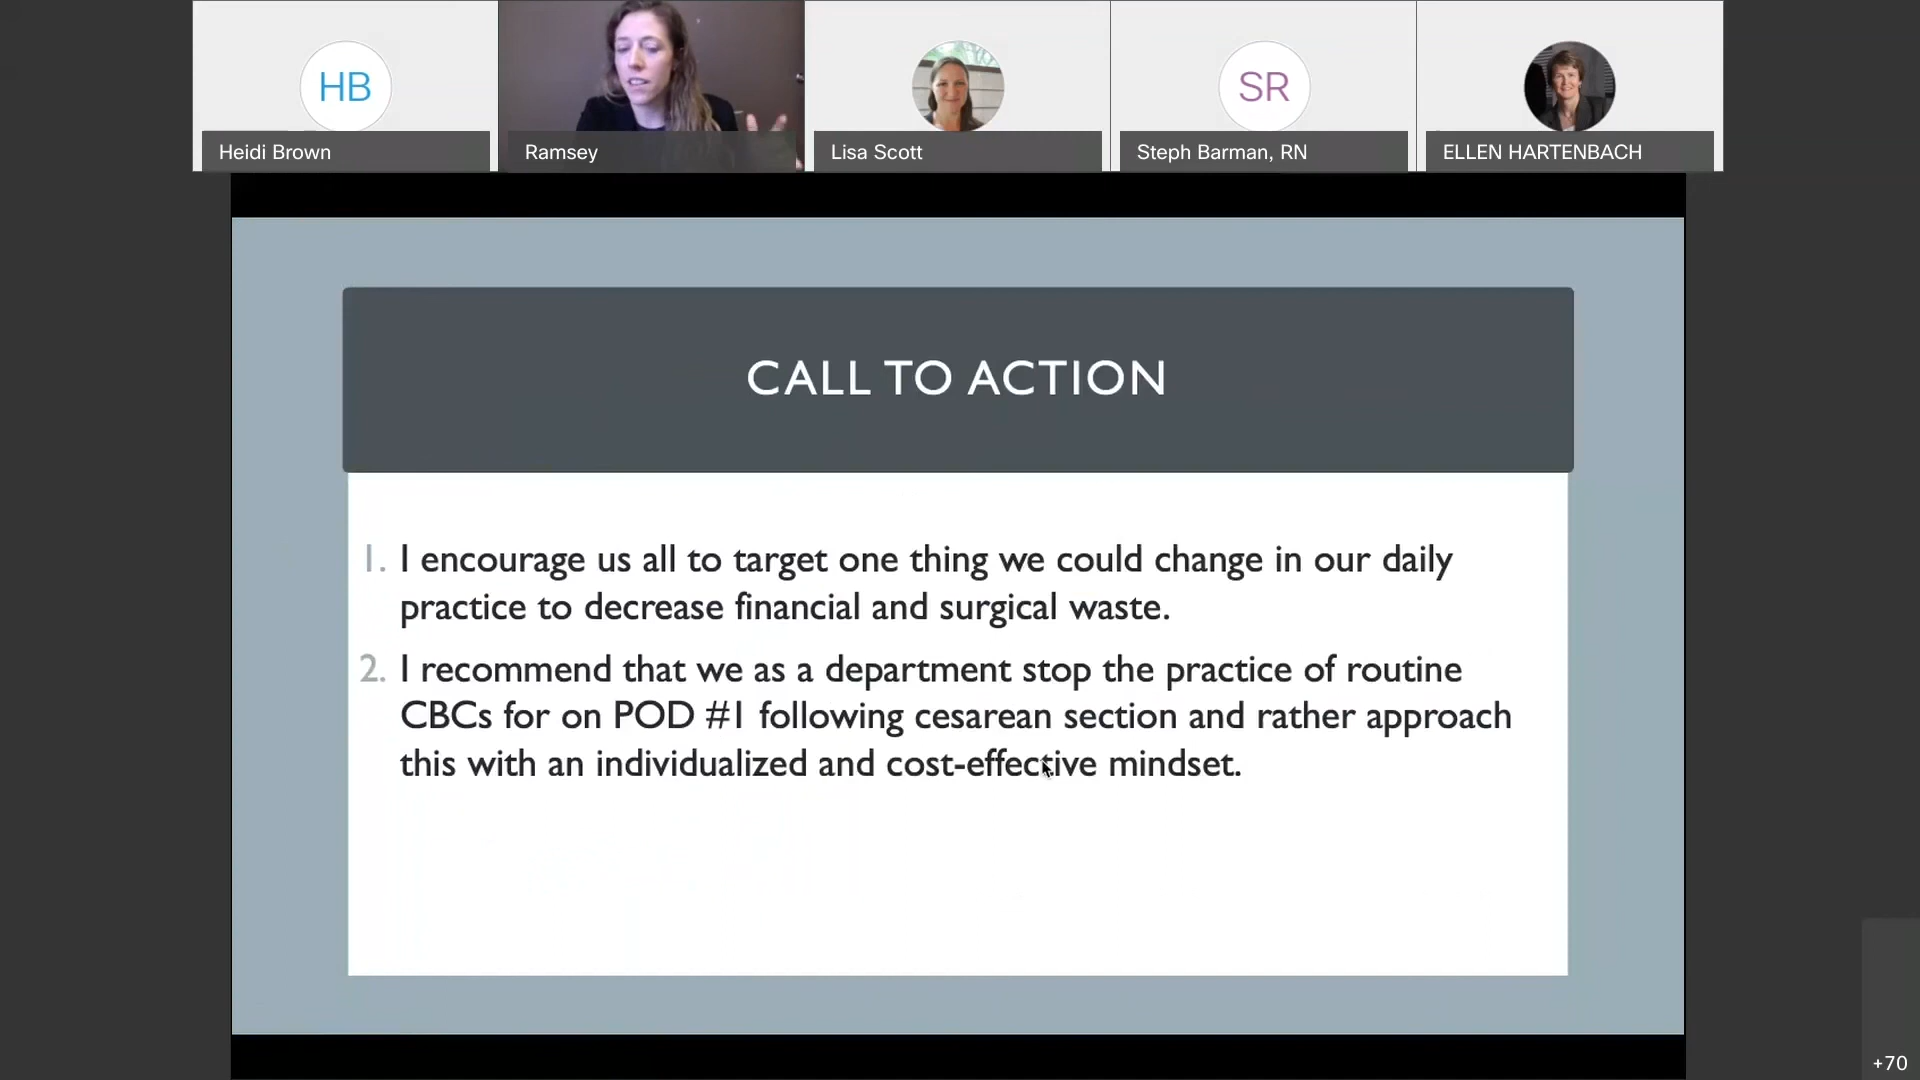 HB
SR
Heidi Brown
Ramsey
Lisa Scott
Steph Barman, RN
ELLEN HARTENBACH
CALL TO ACTION
1. I encourage us all to target one thing we could change in our daily
practice to decrease financial and surgical waste.
2. I recommend that we as a department stop the practice of routine
CBCs for on POD #1 following cesarean section and rather approach
this with an individualized and cost-effective mindset.
+70